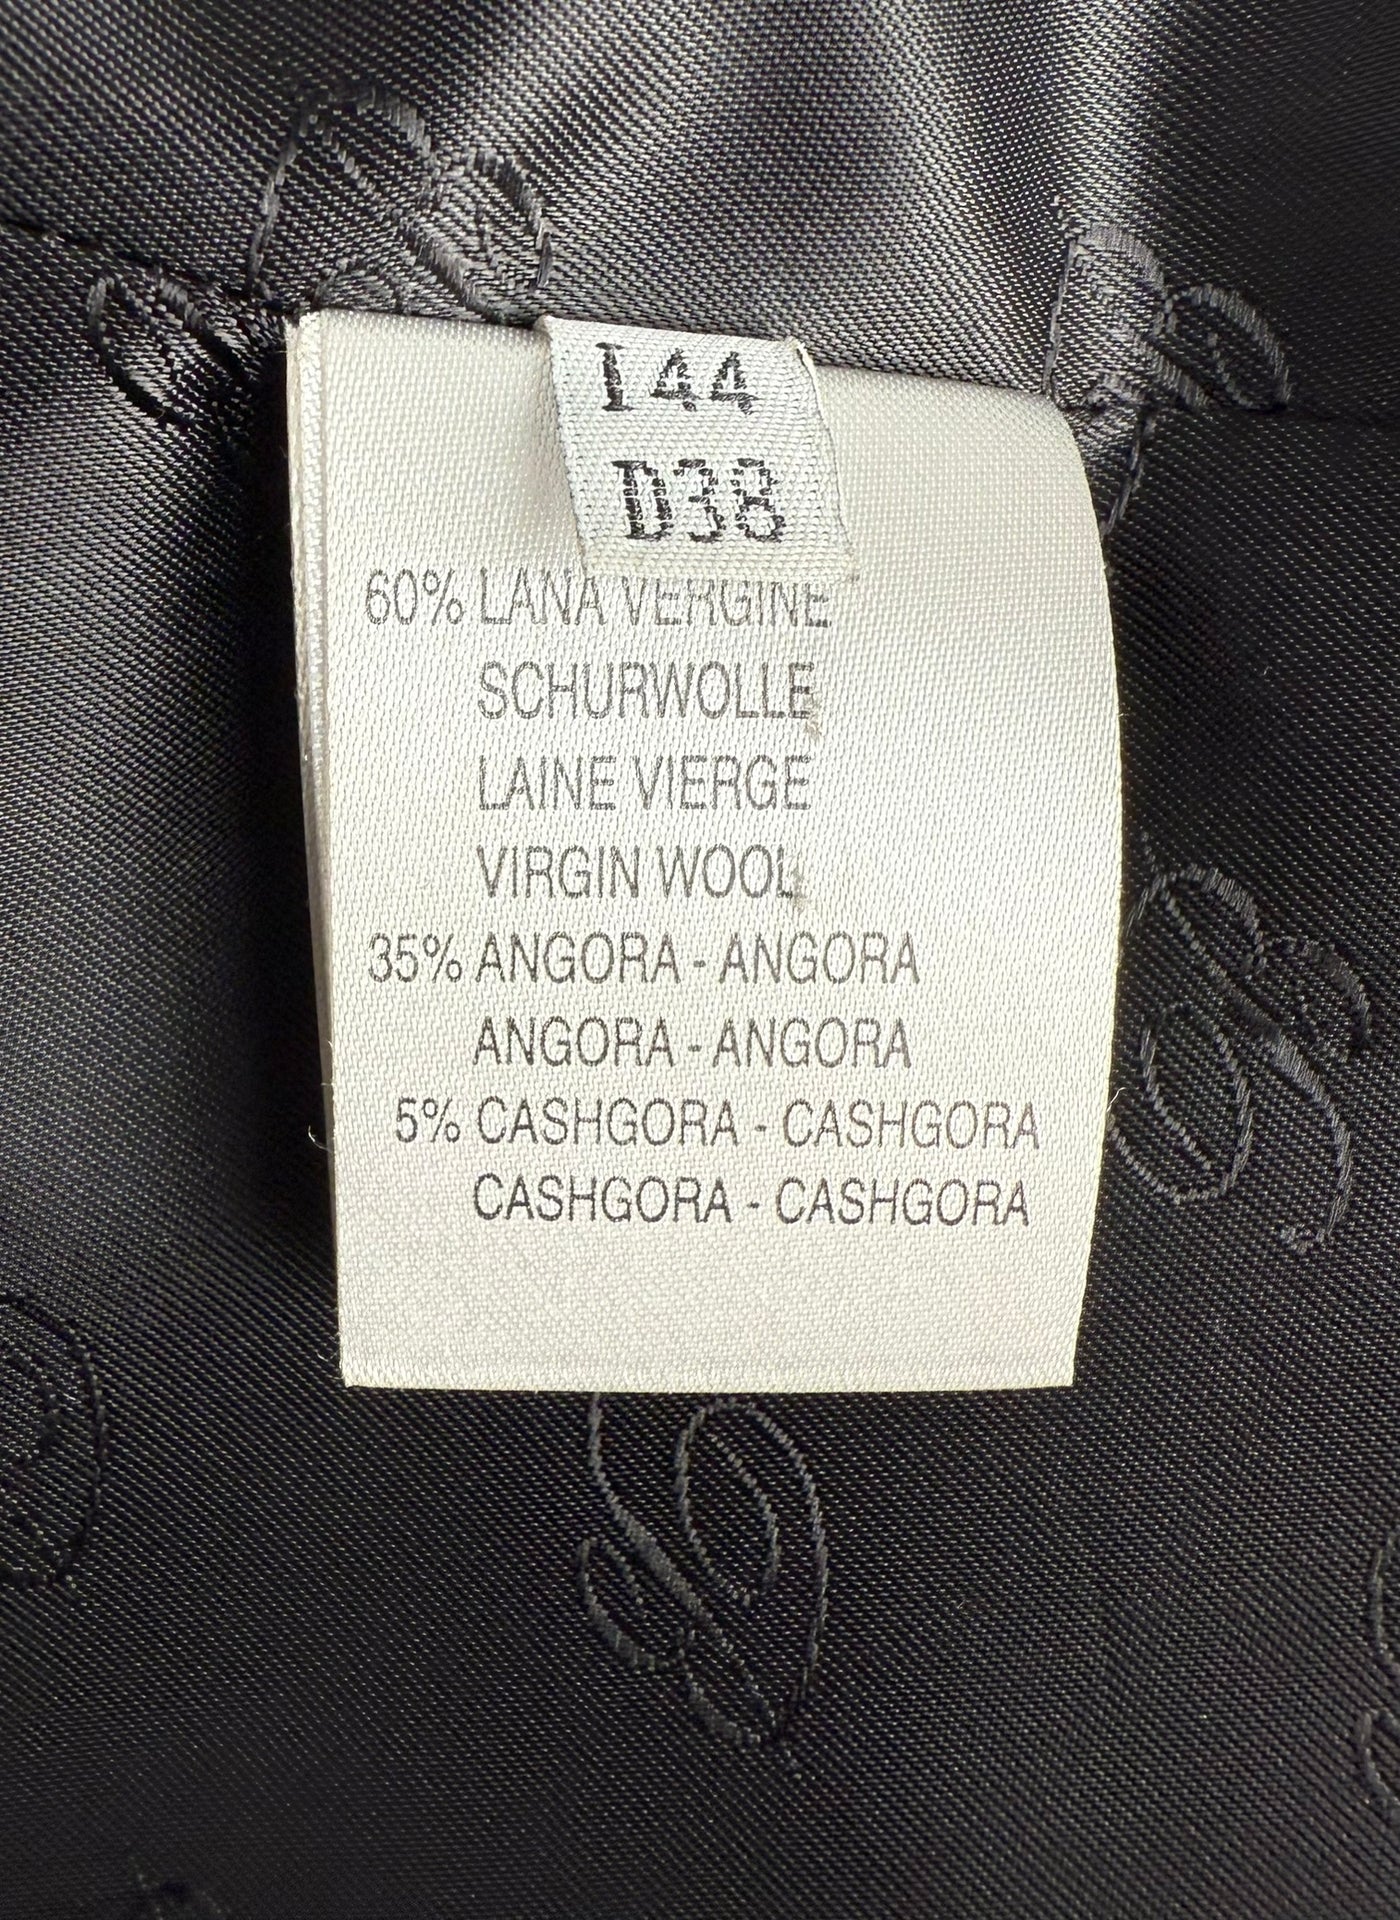 I44
D38
60% LANA VERGINE
SCHURWOLLE
LAINE VIERGE
VIRGIN WOOL
35% ANGORA - ANGORA
ANGORA - ANGORA
5% CASHGORA - CASHGORA
CASHGORA - CASHGORA